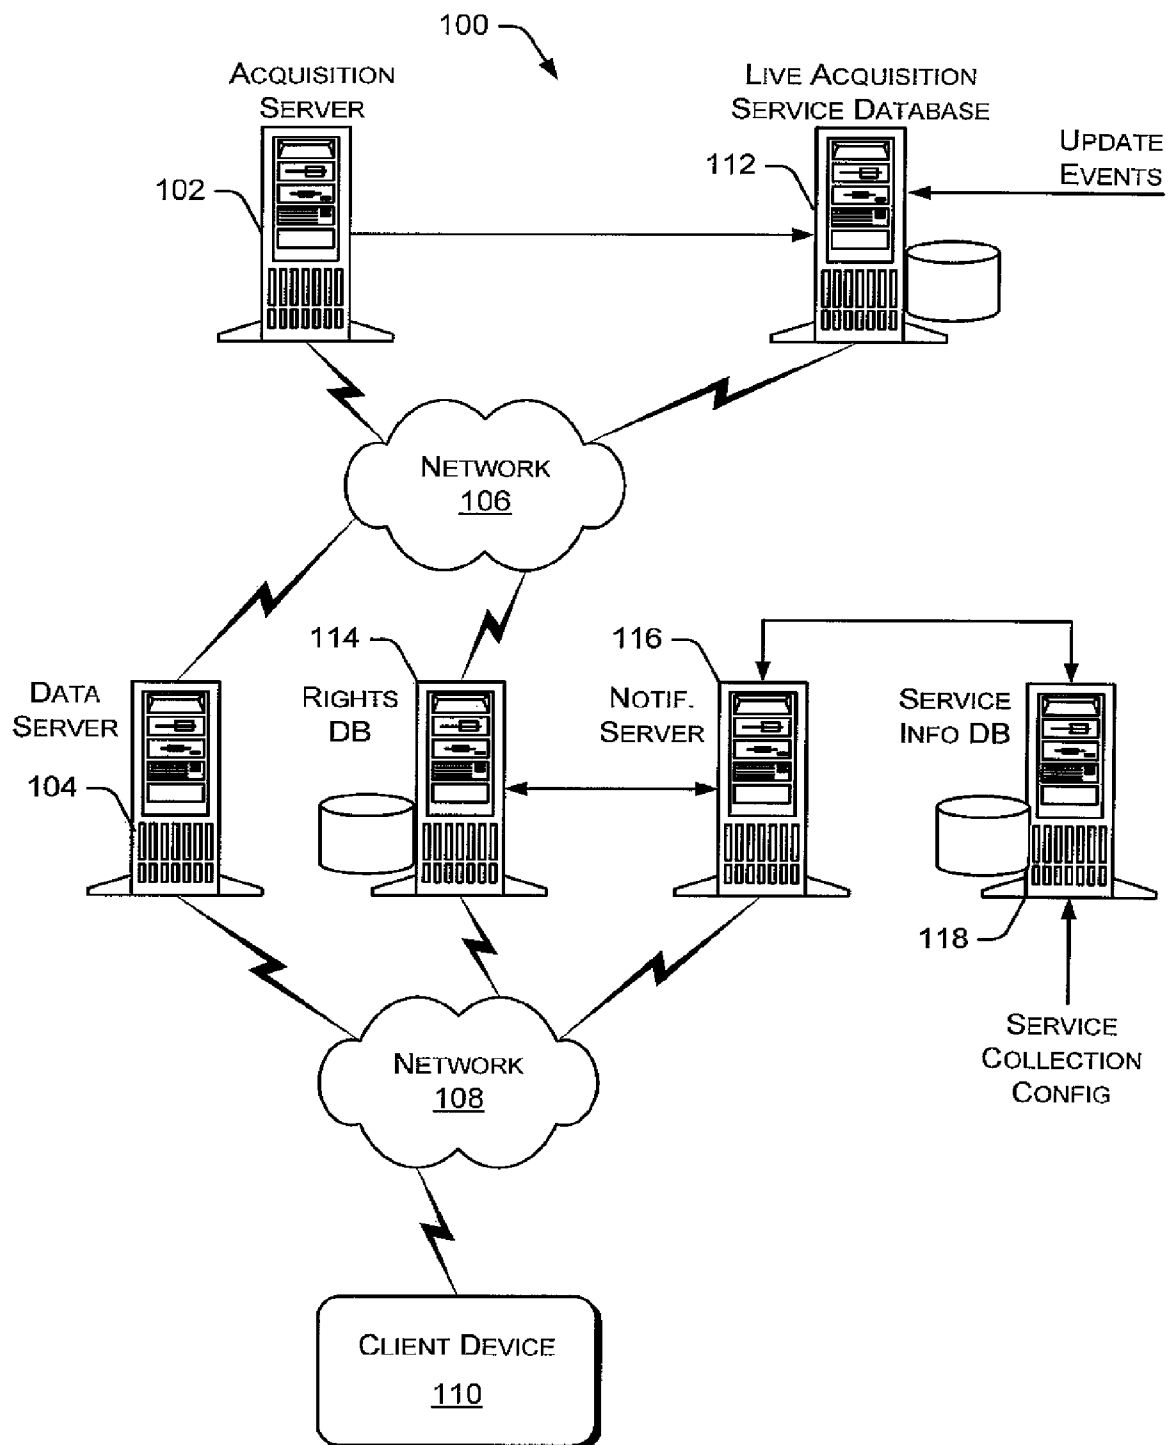 100
ACQUISITION
SERVER
LIVE ACQUISITION
SERVICE DATABASE
UPDATE
EVENTS
102
112
NETWORK
106
114
116
DATA
SERVER
RIGHTS
DB
NOTIF.
SERVER
SERVICE
INFO DB
104
118
NETWORK
108
SERVICE
COLLECTION
CONFIG
CLIENT DEVICE
110